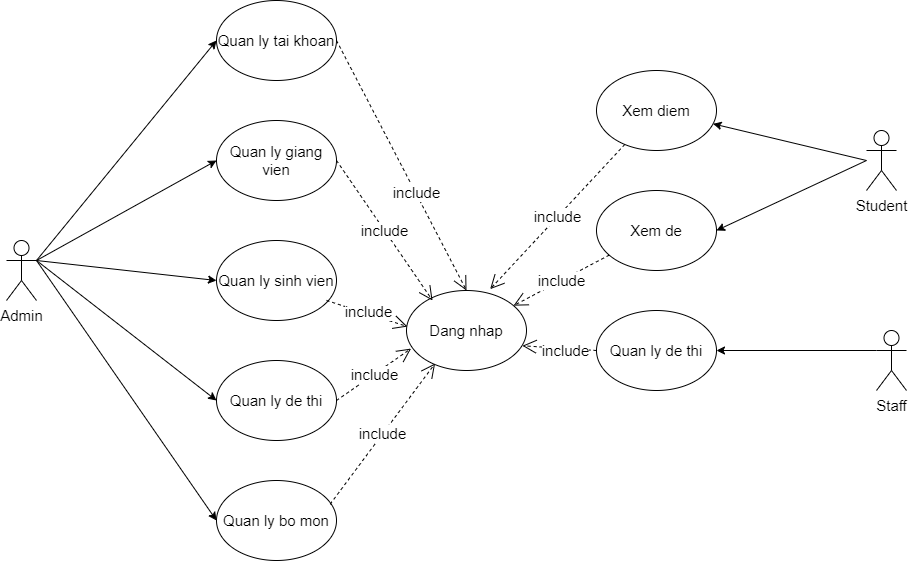 Quan ly tai khoan
Quan ly giang
vien
Quan ly sinh vien
Quan ly de thi
Quan ly bo mon
Admin
include
include
include
include
include
Dang nhap
include
include
include
Xem diem
Xem de
Quan ly de thi
Student
Staff